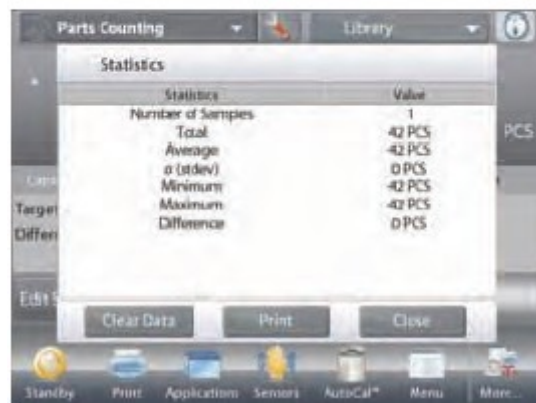 Parts Counting Library
Statistics
Statistics Value
Number of Samples 1
Total 42 PCS
Average 42 PCS
σ (stdev) 0 PCS
Minimum 42 PCS
Maximum 42 PCS
Difference 0 PCS
PCS
Target
Differen
Edit
Clear Data Print Close
Standby Print Applications Sensors AutoCal™ Menu More...